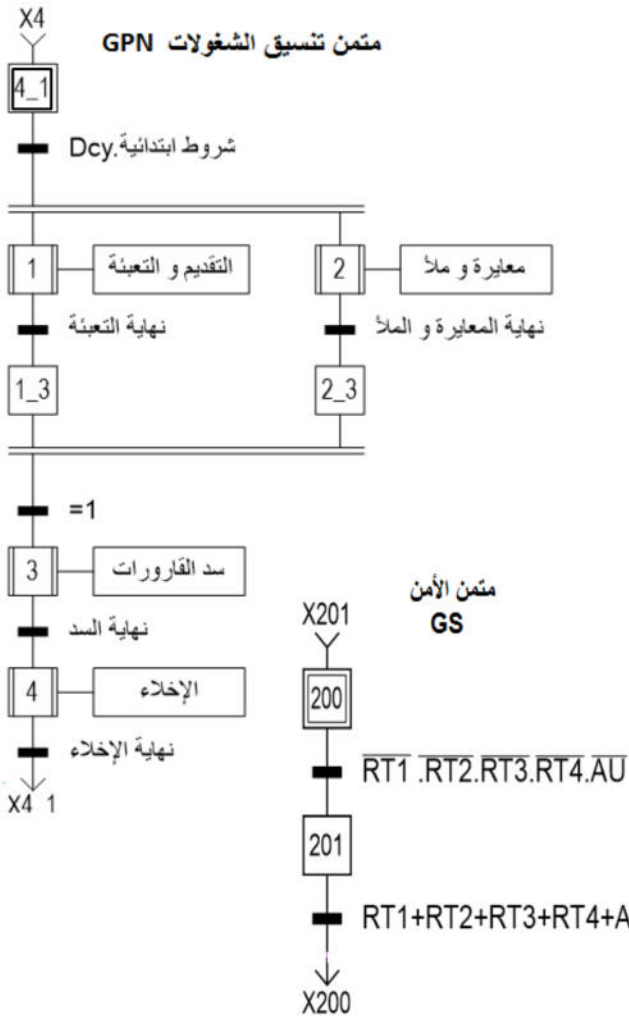 X4
متمن تنسيق الشغولات GPN
4_1
شروط ابتدائية.Dcy
1
التقديم و التعبئة
2
معايرة و ملأ
نهاية التعبئة
نهاية المعايرة و الملأ
1_3
2_3
=1
3
سد القارورات
متمن الأمن
GS
نهاية السد
X201
4
الإخلاء
200
نهاية الإخلاء
RT1 .RT2.RT3.RT4.AU
X4 1
201
RT1+RT2+RT3+RT4+A
X200